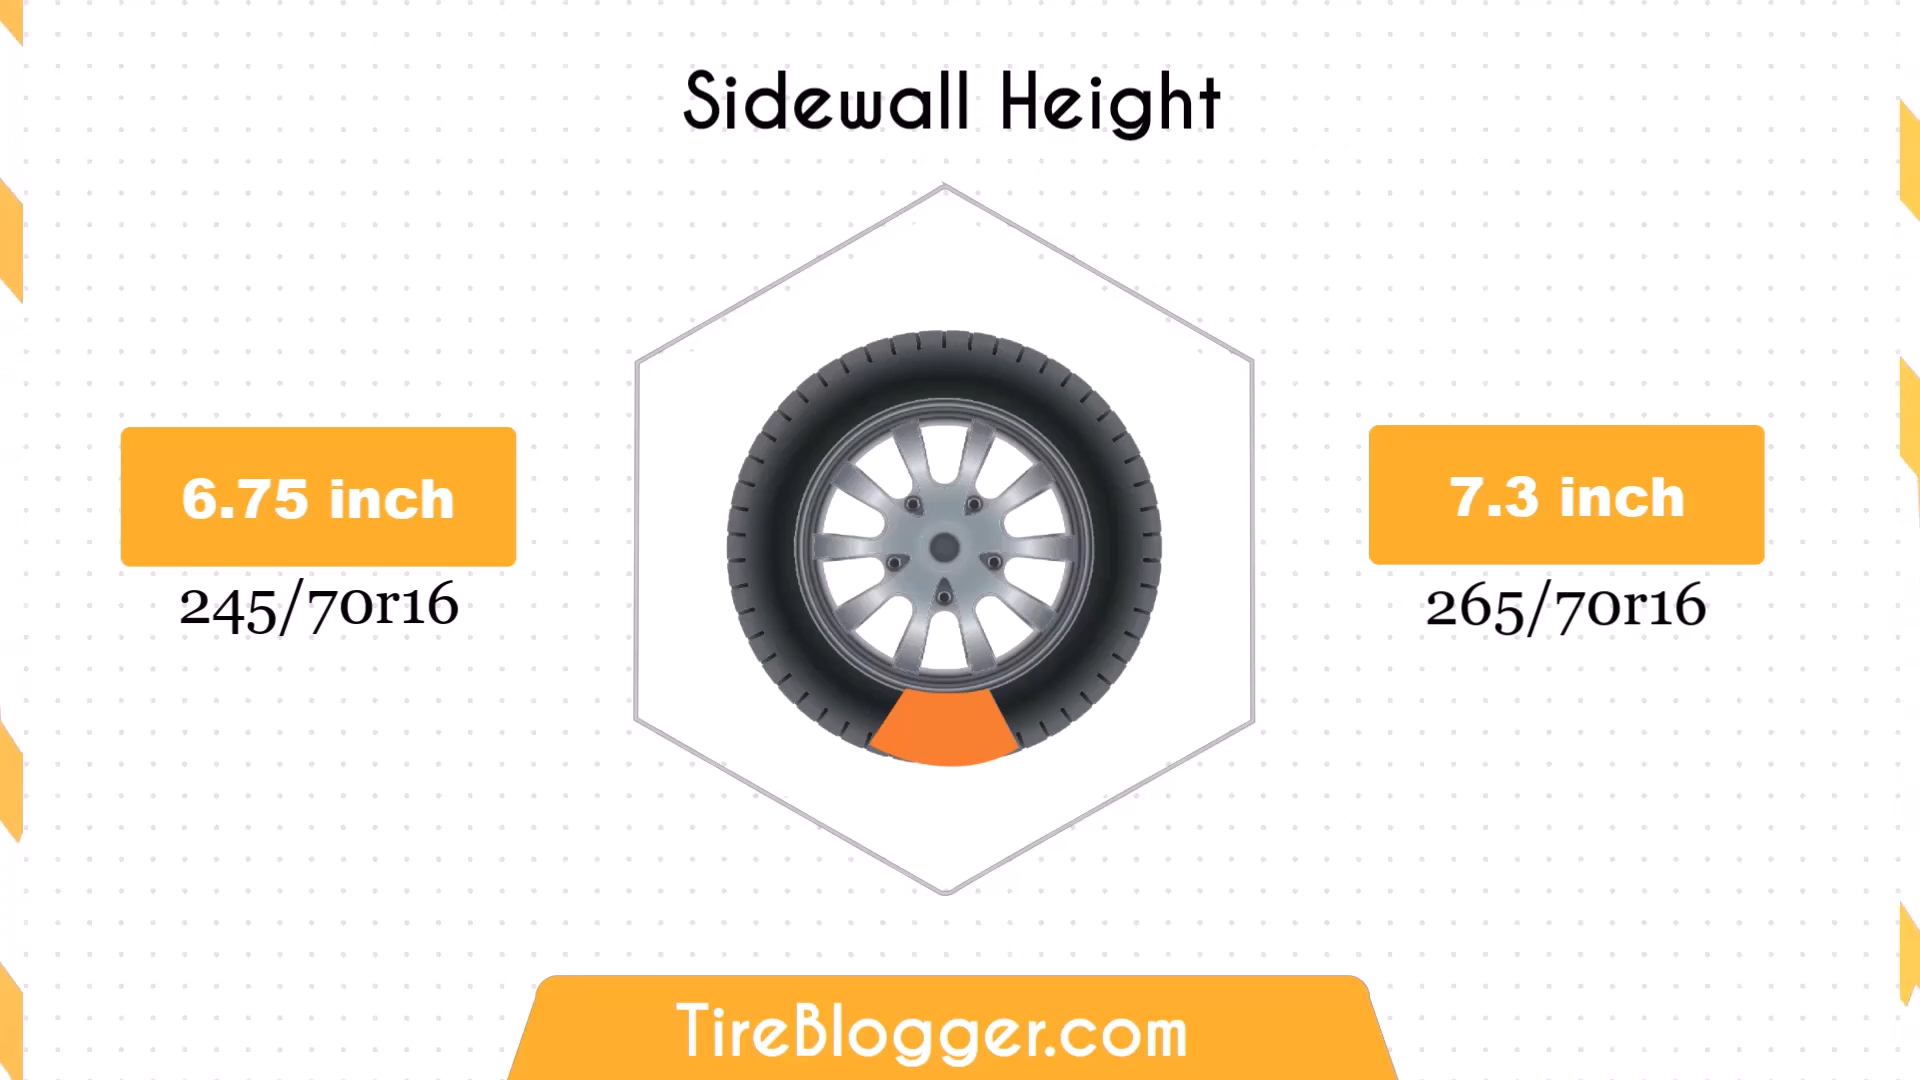 Sidewall Height
6.75 inch
245/70r16
7.3 inch
265/70r16
TireBlogger.com